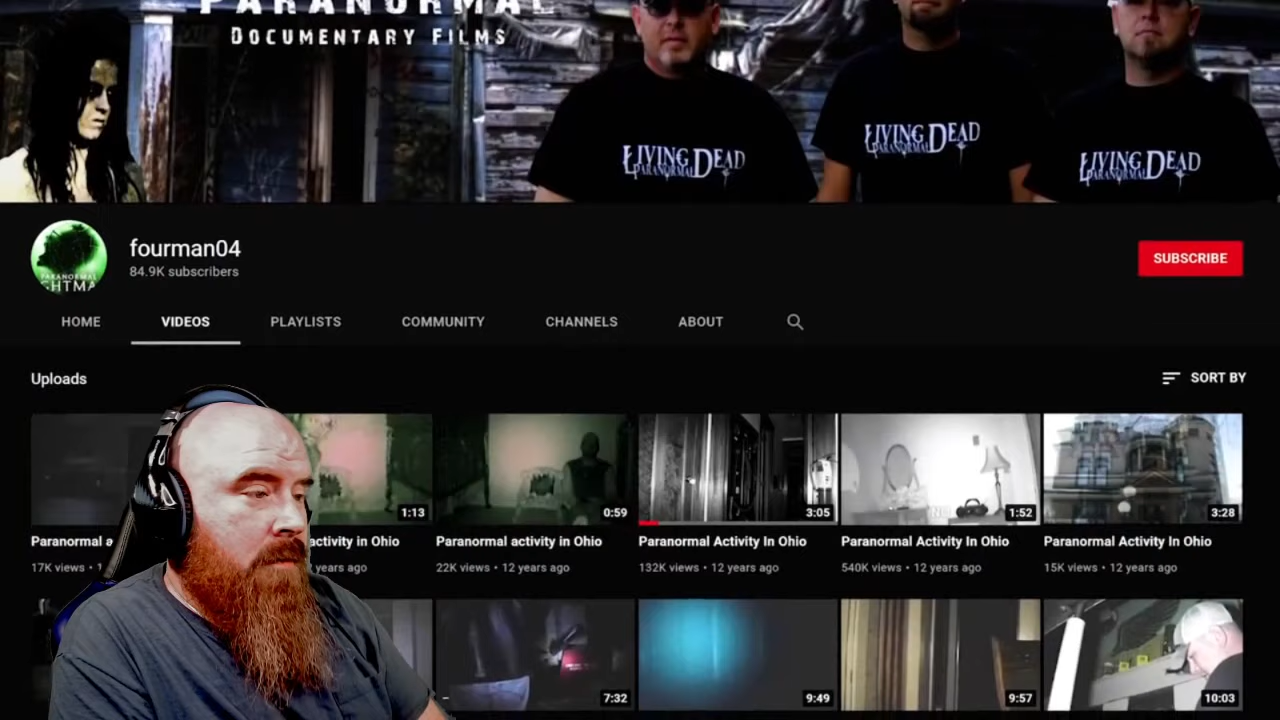 PARANORMAL
DOCUMENTARY FILMS
LIVING DEAD
PARANORMAL
LIVING DEAD
PARANORMAL
LIVING DEAD
PARANORMAL
PARANORMAL
fourman04
84.9K subscribers
SUBSCRIBE
HOME VIDEOS PLAYLISTS COMMUNITY CHANNELS ABOUT
Uploads
SORT BY
1:13 0:59 3:05 1:52 3:28
Paranormal activity in Ohio Paranormal activity in Ohio Paranormal Activity In Ohio Paranormal Activity In Ohio Paranormal Activity In Ohio
17K views • years ago 22K views • 12 years ago 132K views • 12 years ago 540K views • 12 years ago 15K views • 12 years ago
7:32 9:49 9:57 10:03